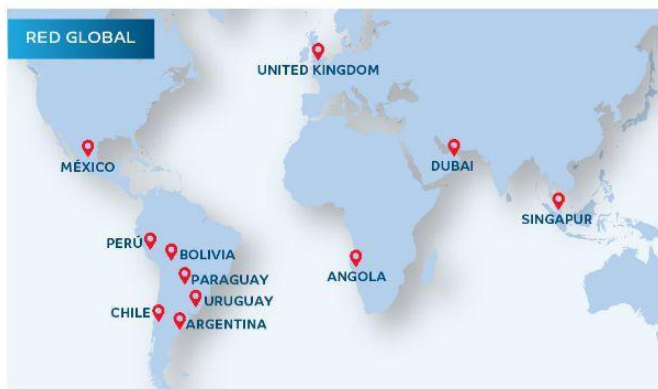 RED GLOBAL
UNITED KINGDOM
MÉXICO
DUBAI
SINGAPUR
PERÚ
BOLIVIA
ANGOLA
PARAGUAY
URUGUAY
CHILE
ARGENTINA